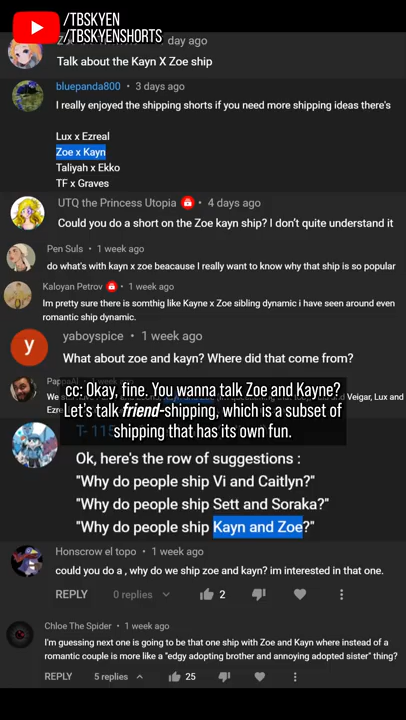 /TBSKYEN
/TBSKYENSHORTS
day ago
Talk about the Kayn X Zoe ship
bluepanda800 • 3 days ago
I really enjoyed the shipping shorts if you need more shipping ideas there's
Lux x Ezreal
Zoe x Kayn
Taliyah x Ekko
TF x Graves
UTQ the Princess Utopia • 4 days ago
Could you do a short on the Zoe kayn ship? I don't quite understand it
Pen Suls • 1 week ago
do what's with kayn x zoe beacause I really want to know why that ship is so popular
Kaloyan Petrov • 1 week ago
Im pretty sure there is somthig like Kayne x Zoe sibling dynamic i have seen around even
romantic ship dynamic.
y
yaboyspice • 1 week ago
What about zoe and kayn? Where did that come from?
cc: Okay, fine. You wanna talk Zoe and Kayne?
Let's talk friend-shipping, which is a subset of
shipping that has its own fun.
and Veigar, Lux and
T- 115
Ok, here's the row of suggestions :
"Why do people ship Vi and Caitlyn?"
"Why do people ship Sett and Soraka?"
"Why do people ship Kayn and Zoe?"
Honscrow el topo • 1 week ago
could you do a , why do we ship zoe and kayn? im interested in that one.
REPLY 0 replies 2
Chloe The Spider • 1 week ago
I'm guessing next one is going to be that one ship with Zoe and Kayn where instead of a
romantic couple is more like a "edgy adopting brother and annoying adopted sister" thing?
REPLY 5 replies 25